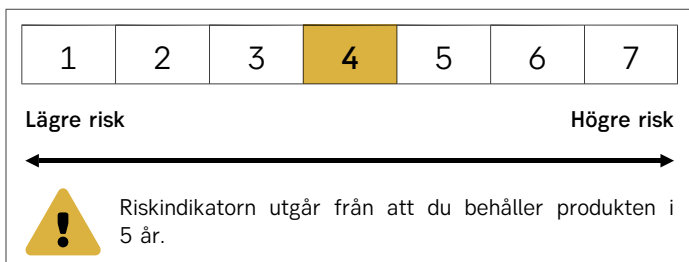 1 2 3 4 5 6 7
Lägre risk Högre risk
Riskindikatorn utgår från att du behåller produkten i
5 år.